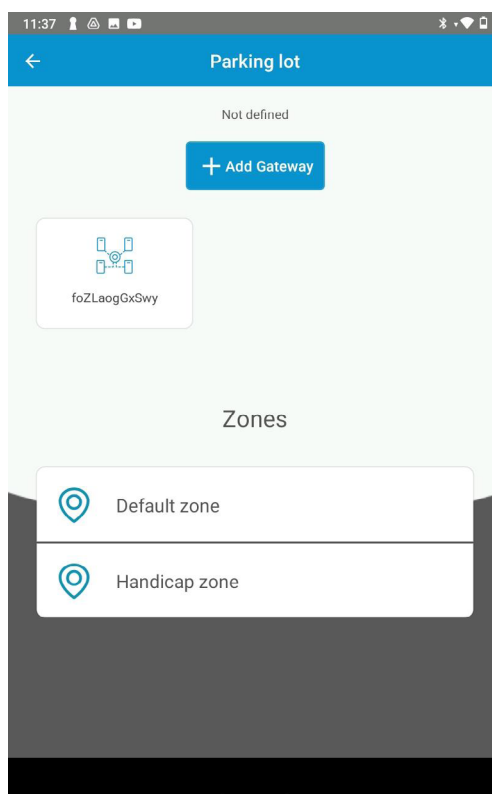 11:37
Parking lot
Not defined
+ Add Gateway
foZLaogGxSwy
Zones
Default zone
Handicap zone